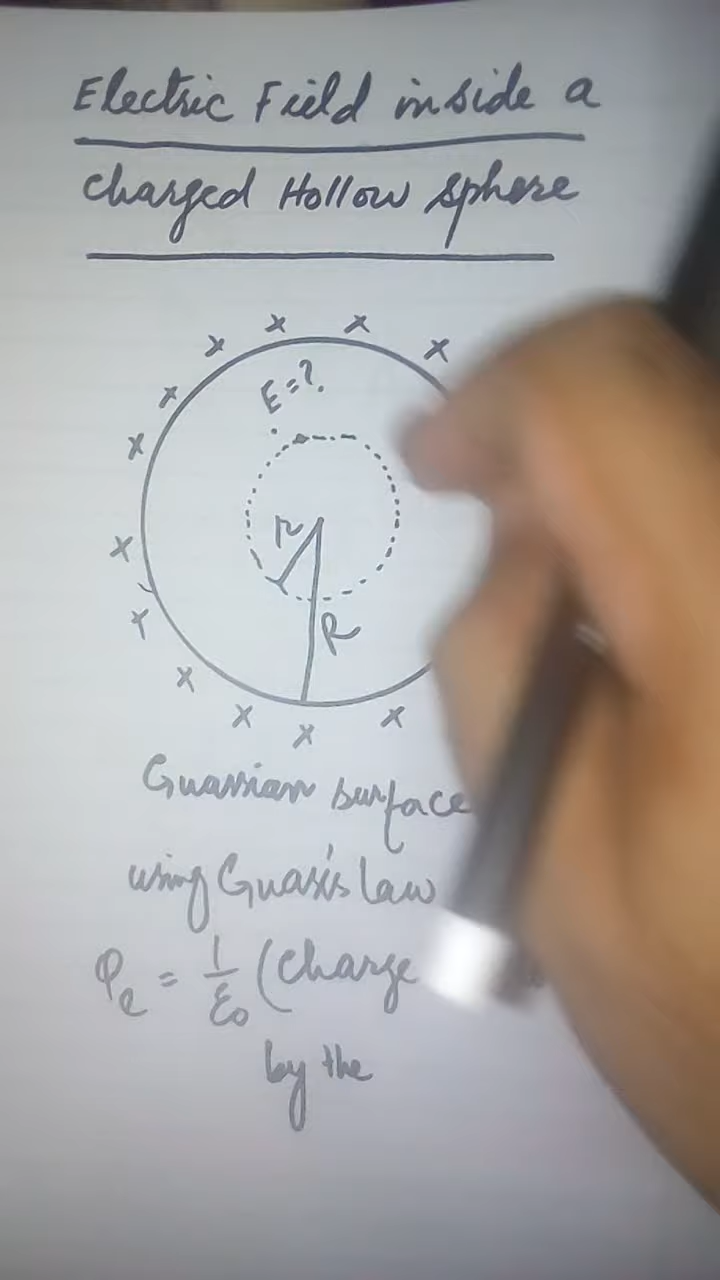 Electric Field inside a
charged Hollow sphere
x x x x x x x x x x x x x
E = ?
r
R
Guassian surface
using Guass's law
φe = 1/ε0 (charge
by the